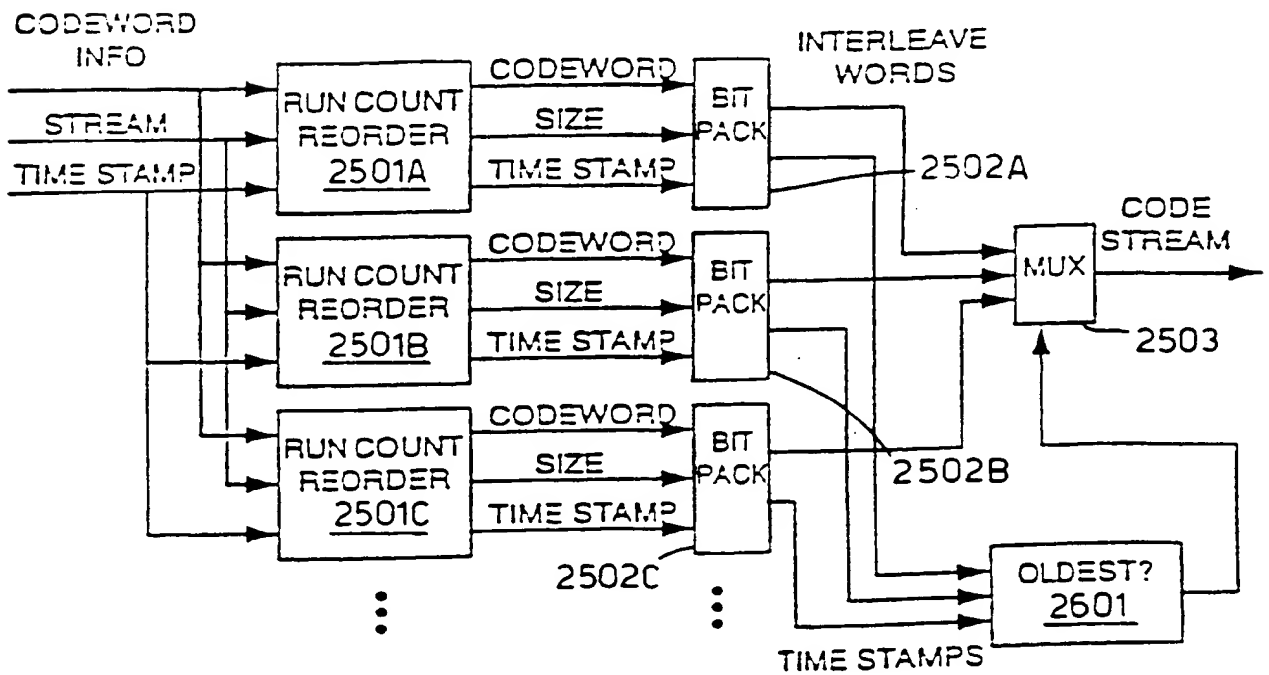 CODEWORD
INFO
STREAM
TIME STAMP
RUN COUNT
REORDER
2501A
CODEWORD
SIZE
TIME STAMP
BIT
PACK
2502A
INTERLEAVE
WORDS
RUN COUNT
REORDER
2501B
CODEWORD
SIZE
TIME STAMP
BIT
PACK
2502B
RUN COUNT
REORDER
2501C
CODEWORD
SIZE
TIME STAMP
BIT
PACK
2502C
MUX
2503
CODE
STREAM
OLDEST?
2601
TIME STAMPS